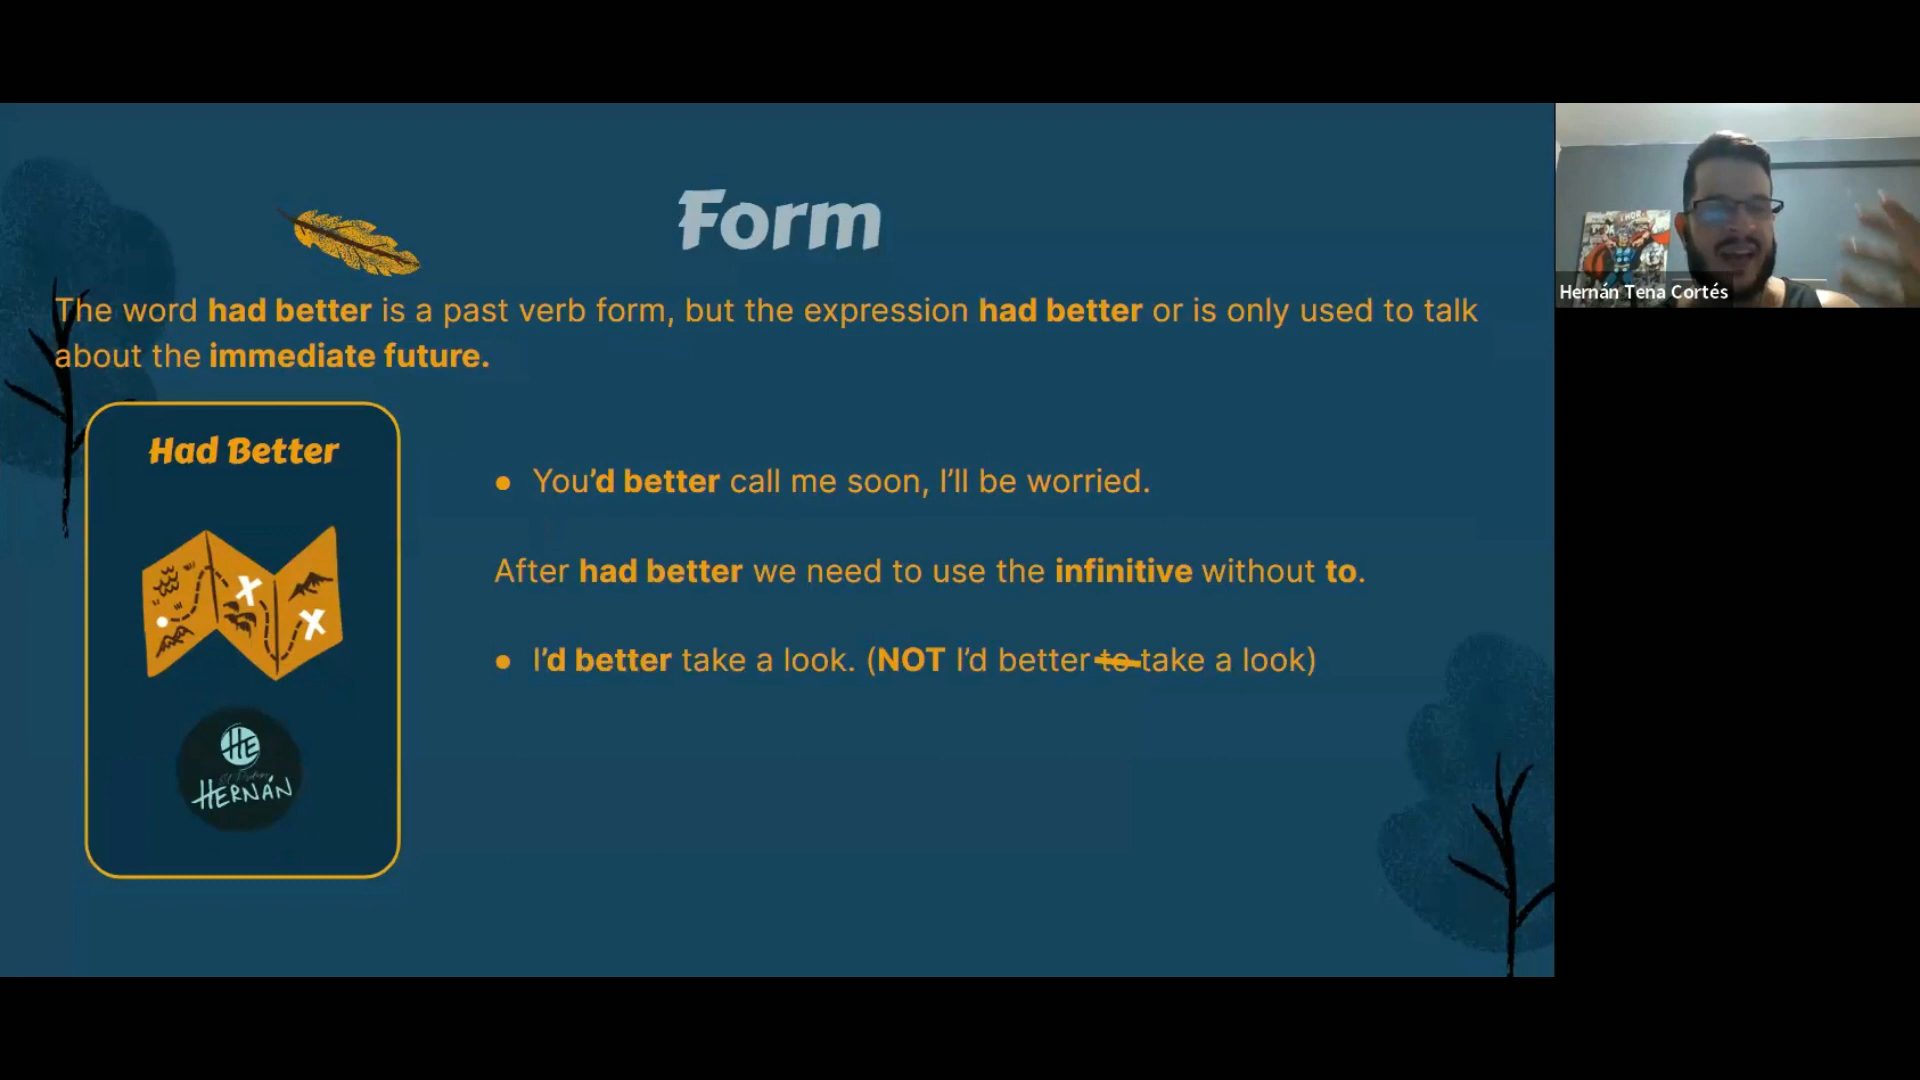 Form
The word had better is a past verb form, but the expression had better or is only used to talk
about the immediate future.
Had Better
You'd better call me soon, I'll be worried.
After had better we need to use the infinitive without to.
I'd better take a look. (NOT I'd better to take a look)
HE
HERNÁN
THOR
Hernán Tena Cortés